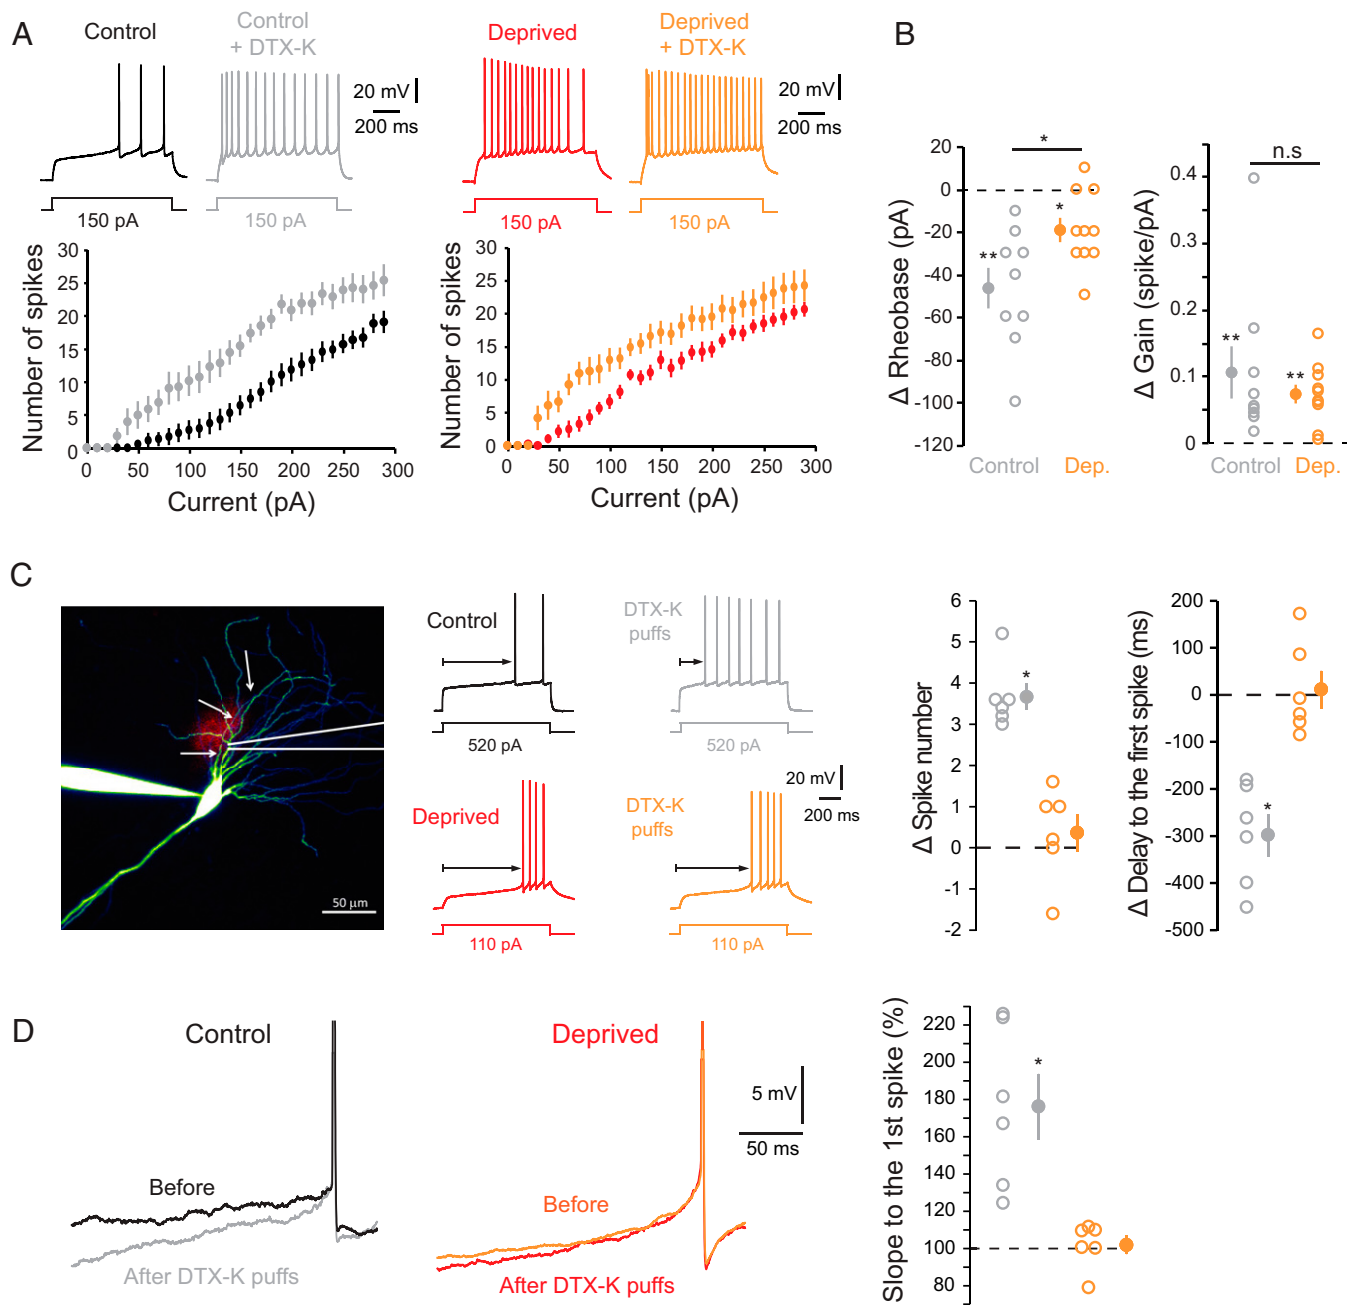 A
Control
Control
+ DTX-K
20 mV
200 ms
150 pA
150 pA
Deprived
Deprived
+ DTX-K
20 mV
200 ms
150 pA
150 pA
Number of spikes
30
25
20
15
10
5
0
0
50
100
150
200
250
300
Current (pA)
Number of spikes
30
25
20
15
10
5
0
0
50
100
150
200
250
300
Current (pA)
B
Δ Rheobase (pA)
20
0
-20
-40
-60
-80
-100
-120
*
**
*
Control
Dep.
Δ Gain (spike/pA)
0.4
0.3
0.2
0.1
0
n.s
**
**
Control
Dep.
C
50 μm
Control
520 pA
DTX-K
puffs
520 pA
Deprived
110 pA
DTX-K
puffs
110 pA
20 mV
200 ms
Δ Spike number
6
5
4
3
2
1
0
-1
-2
*
Δ Delay to the first spike (ms)
200
100
0
-100
-200
-300
-400
-500
*
D
Control
Before
After DTX-K puffs
Deprived
Before
After DTX-K puffs
5 mV
50 ms
Slope to the 1st spike (%)
220
200
180
160
140
120
100
80
*